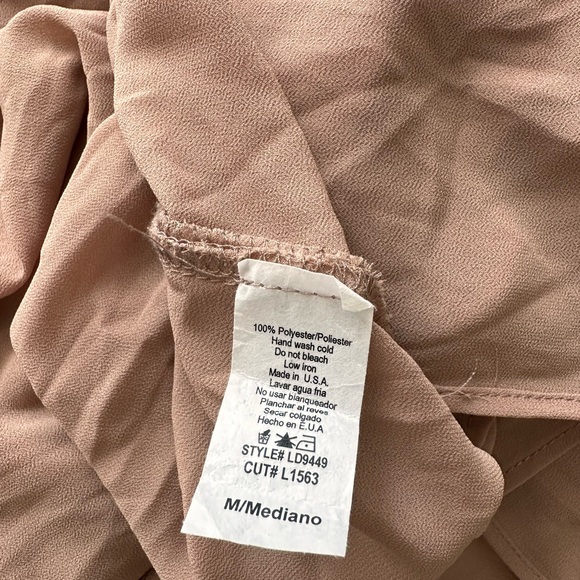 100% Polyester/Poliester
Hand wash cold
Do not bleach
Low iron
Made in U.S.A.
Lavar agua fria
No usar blanqueador
Planchar al reves
Secar colgado
Hecho en E.U.A
STYLE# LD9449
CUT# L1563
M/Mediano